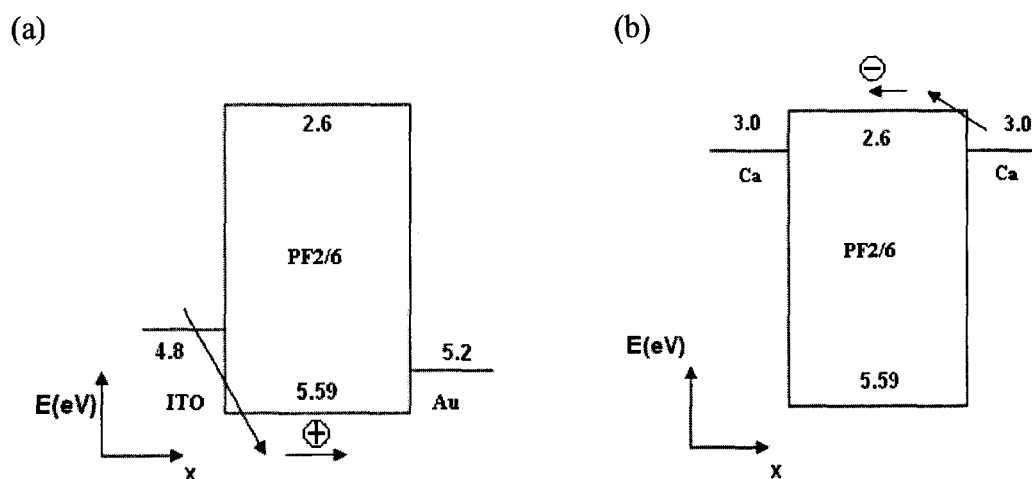 (a)
2.6
PF2/6
4.8
5.2
ITO
5.59
Au
E(eV)
+
x
(b)
−
3.0
2.6
3.0
Ca
Ca
PF2/6
E(eV)
5.59
x